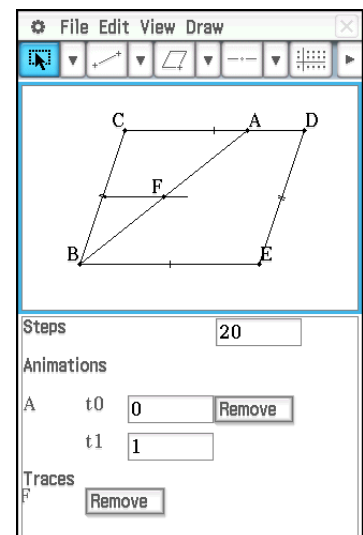 File Edit View Draw
C A D
F
B E
Steps 20
Animations
A t0 0 Remove
t1 1
Traces
F Remove